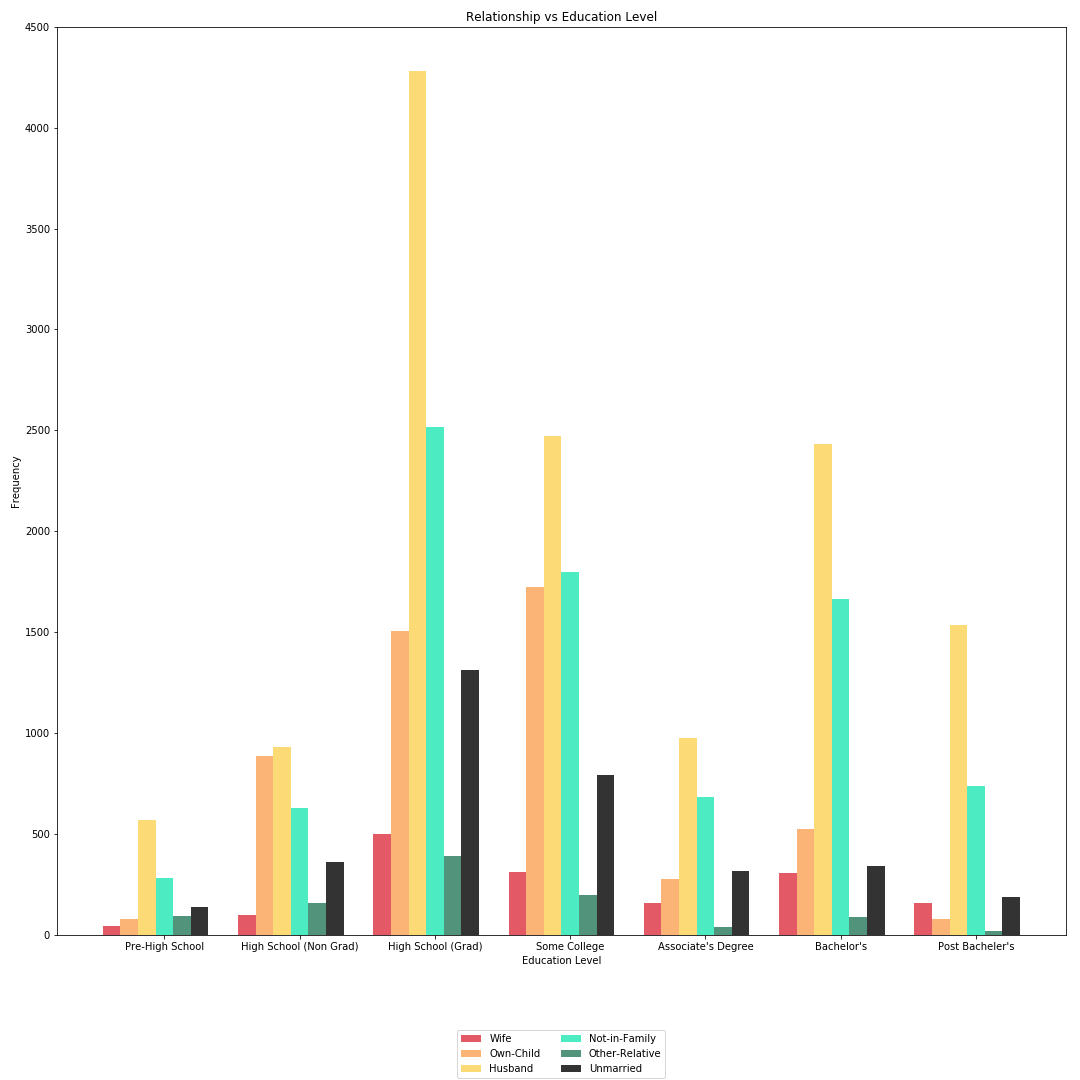 Relationship vs Education Level
4500
4000
3500
3000
2500
2000
1500
1000
500
0
Frequency
Pre-High School High School (Non Grad) High School (Grad) Some College Associate's Degree Bachelor's Post Bacheler's
Education Level
Wife Not-in-Family
Own-Child Other-Relative
Husband Unmarried